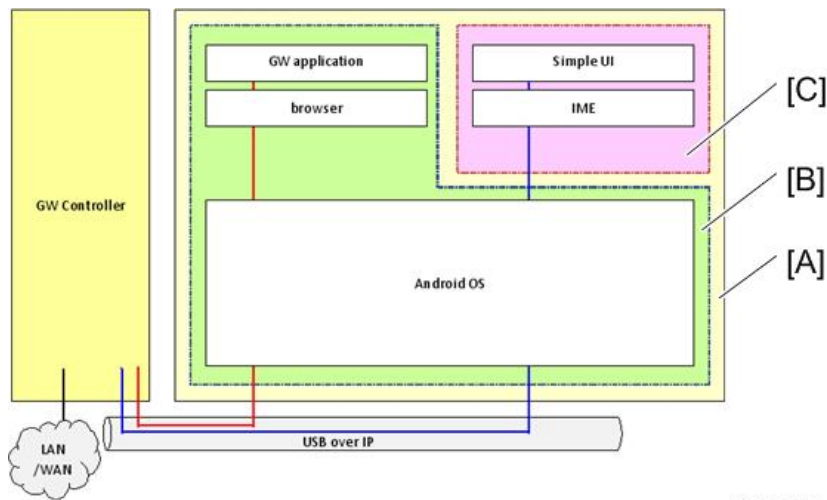 GW application
Simple UI
browser
IME
[C]
[B]
GW Controller
[A]
Android OS
USB over IP
LAN
/WAN